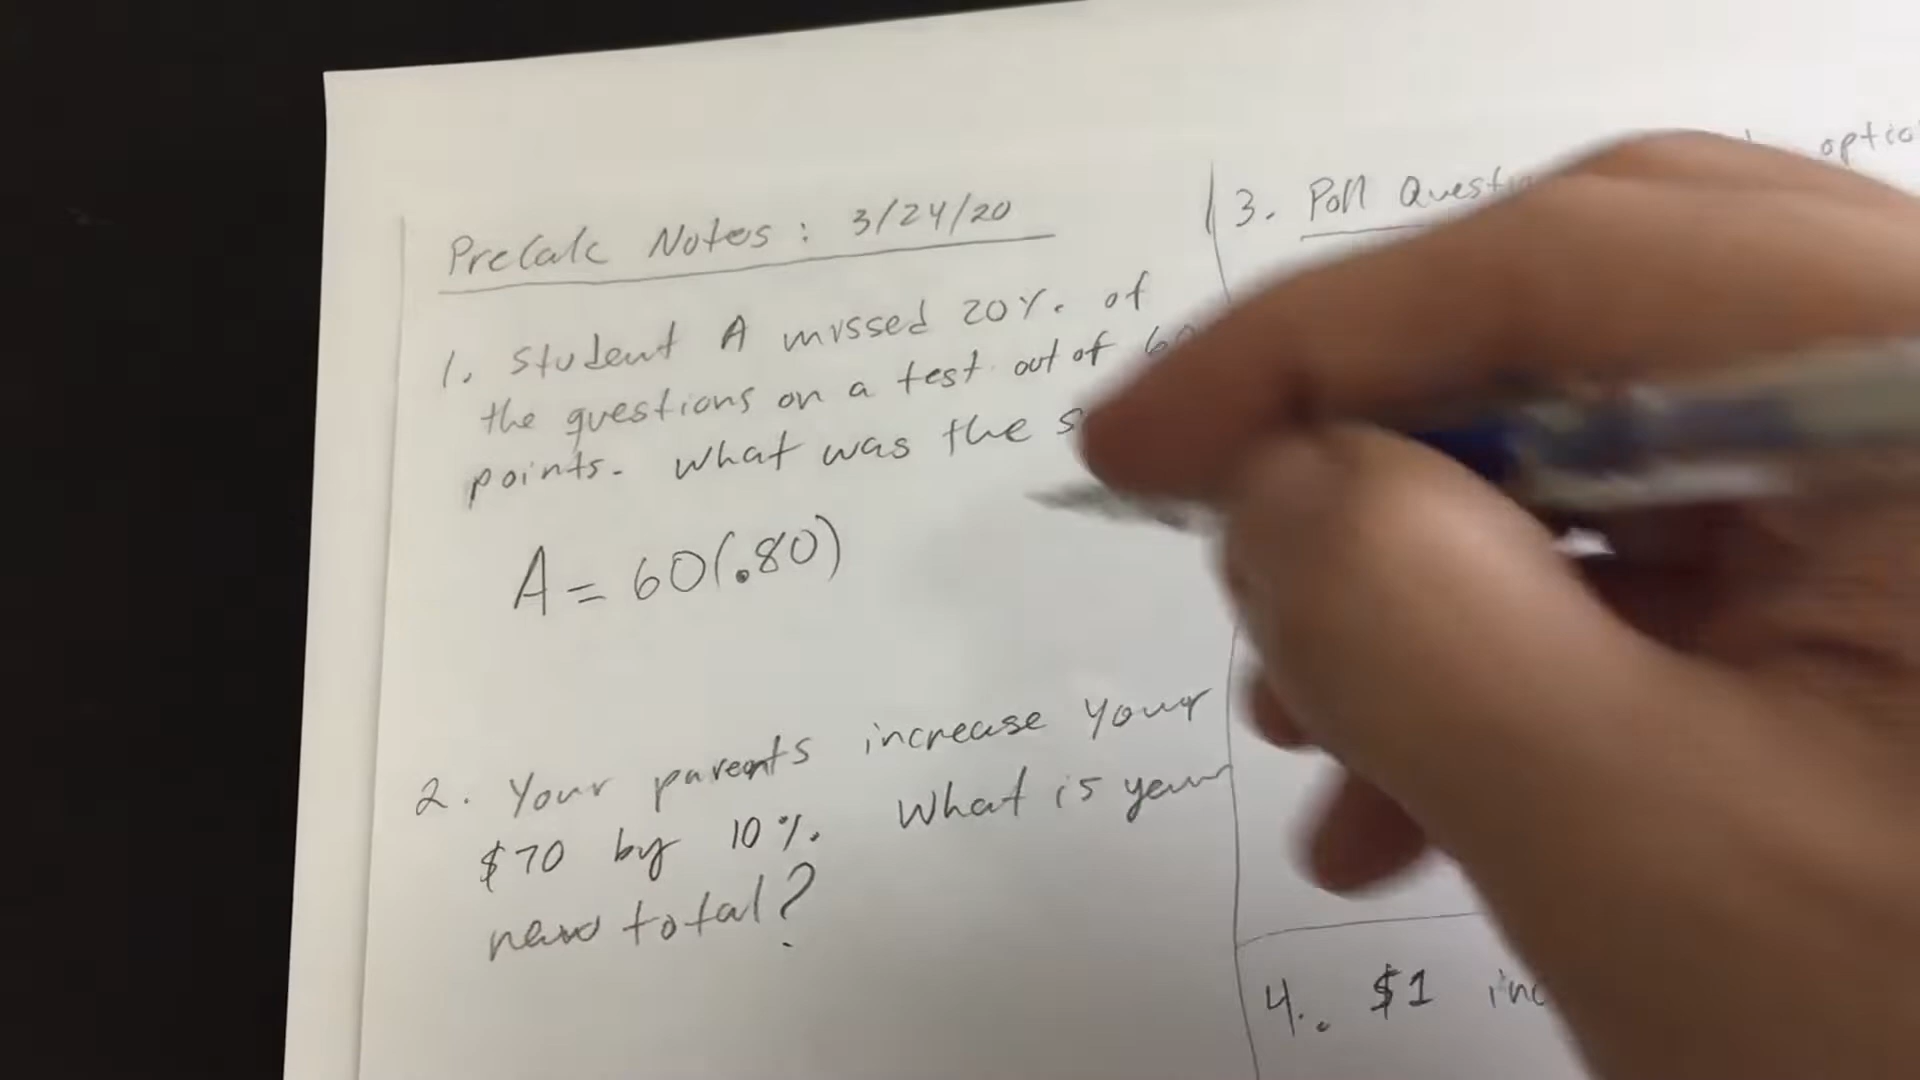 PreCalc Notes: 3/24/20
1. Student A missed 20%. of
the questions on a test out of 60
points. What was the
A = 60(.80)
2. Your parents increase your
$70 by 10%. What is your
new total?
3. Poll
4. $1